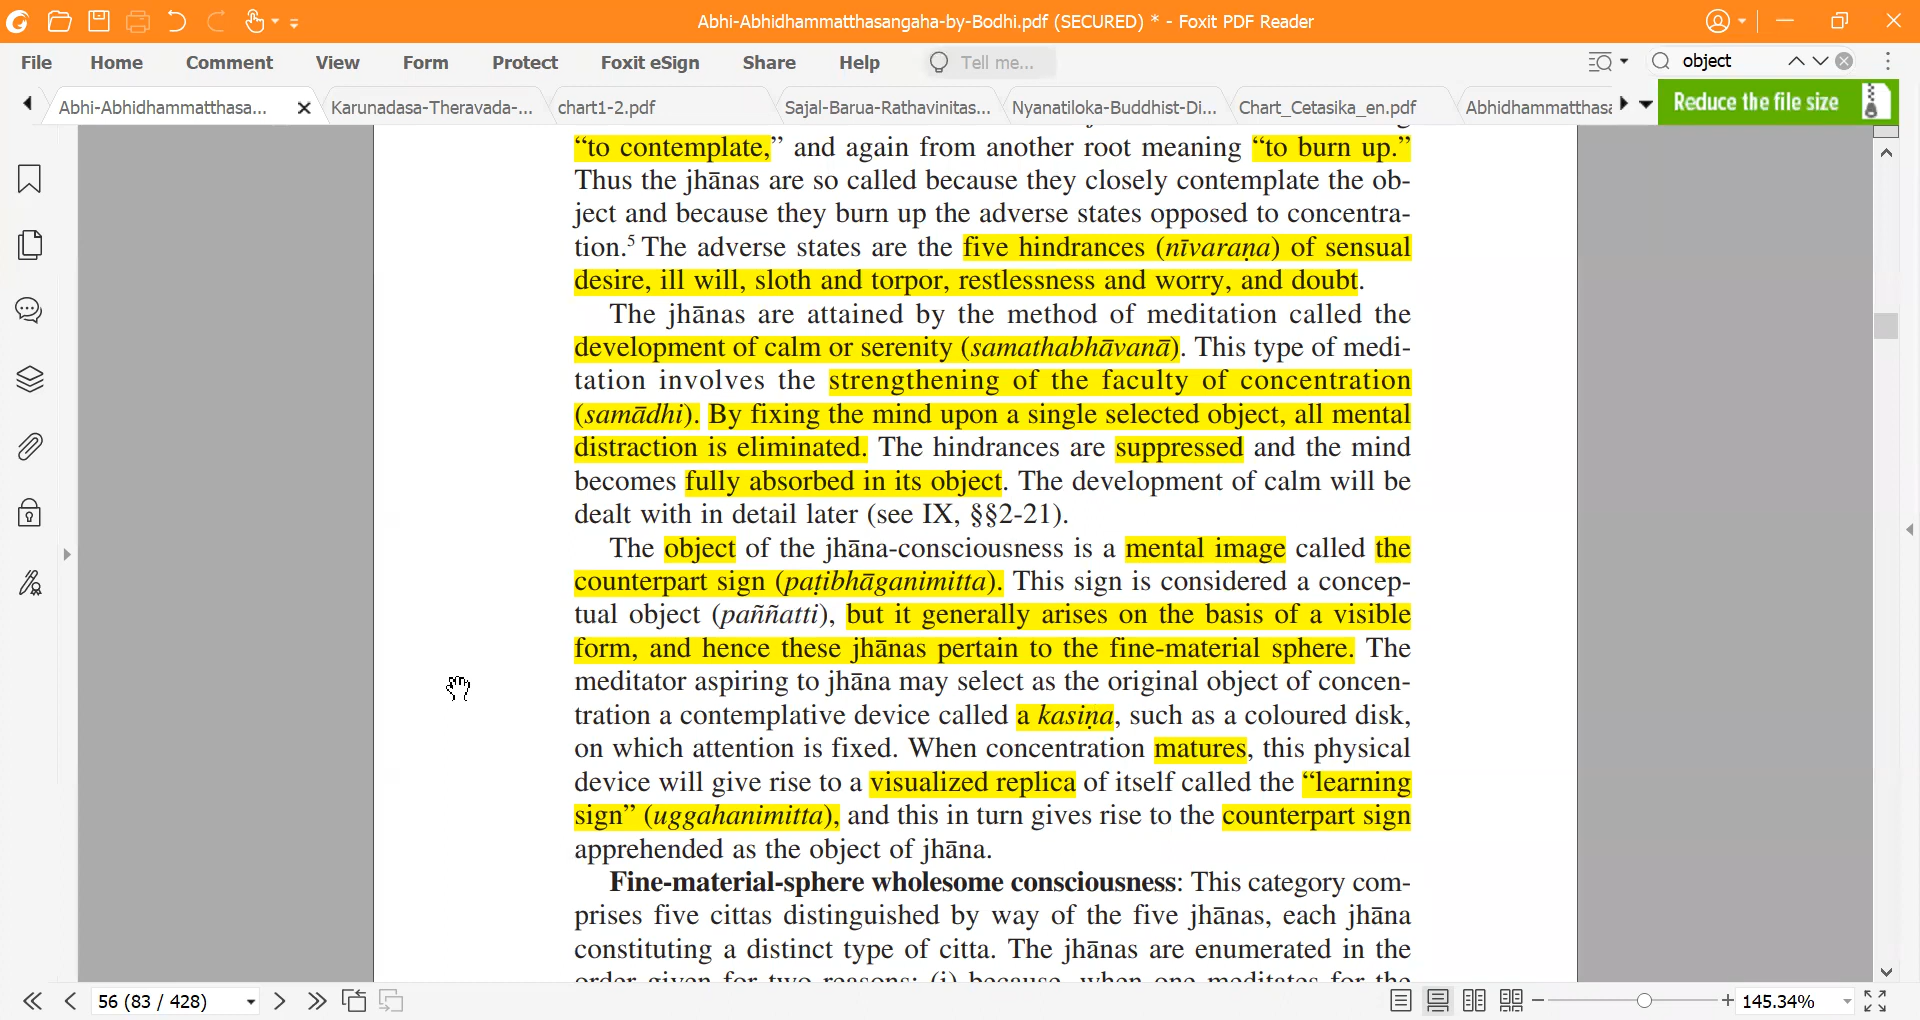 Abhi-Abhidhammatthasangaha-by-Bodhi.pdf (SECURED) * - Foxit PDF Reader
File Home Comment View Form Protect Foxit eSign Share Help Tell me... object
Abhi-Abhidhammatthasa... Karunadasa-Theravada-... chart1-2.pdf Sajal-Barua-Rathavinitas... Nyanatiloka-Buddhist-Di... Chart_Cetasika_en.pdf Abhidhammatthasa Reduce the file size
“to contemplate,” and again from another root meaning “to burn up.”
Thus the jhānas are so called because they closely contemplate the ob-
ject and because they burn up the adverse states opposed to concentra-
tion.⁵ The adverse states are the five hindrances (nīvaraṇa) of sensual
desire, ill will, sloth and torpor, restlessness and worry, and doubt.
The jhānas are attained by the method of meditation called the
development of calm or serenity (samathabhāvanā). This type of medi-
tation involves the strengthening of the faculty of concentration
(samādhi). By fixing the mind upon a single selected object, all mental
distraction is eliminated. The hindrances are suppressed and the mind
becomes fully absorbed in its object. The development of calm will be
dealt with in detail later (see IX, §§2-21).
The object of the jhāna-consciousness is a mental image called the
counterpart sign (paṭibhāganimitta). This sign is considered a concep-
tual object (paññatti), but it generally arises on the basis of a visible
form, and hence these jhānas pertain to the fine-material sphere. The
meditator aspiring to jhāna may select as the original object of concen-
tration a contemplative device called a kasiṇa, such as a coloured disk,
on which attention is fixed. When concentration matures, this physical
device will give rise to a visualized replica of itself called the “learning
sign” (uggahanimitta), and this in turn gives rise to the counterpart sign
apprehended as the object of jhāna.
Fine-material-sphere wholesome consciousness: This category com-
prises five cittas distinguished by way of the five jhānas, each jhāna
constituting a distinct type of citta. The jhānas are enumerated in the
order given for two reasons: (i) because, when one meditates for the
56 (83 / 428) 145.34%